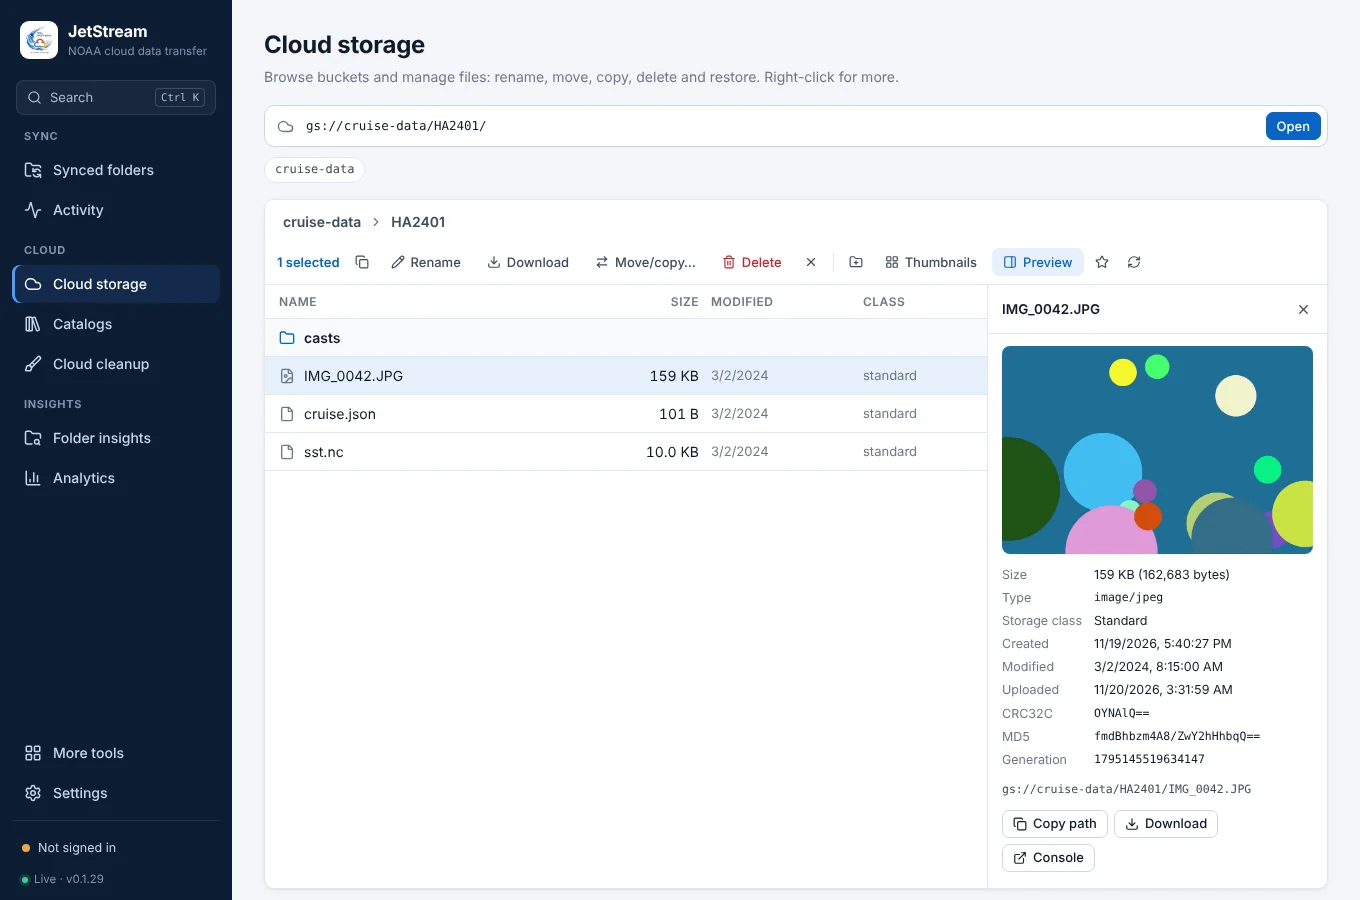 JetStream
NOAA cloud data transfer
Search
Ctrl K
SYNC
Synced folders
Activity
CLOUD
Cloud storage
Catalogs
Cloud cleanup
INSIGHTS
Folder insights
Analytics
More tools
Settings
Not signed in
Live · v0.1.29
Cloud storage
Browse buckets and manage files: rename, move, copy, delete and restore. Right-click for more.
gs://cruise-data/HA2401/
Open
cruise-data
cruise-data > HA2401
1 selected Rename Download Move/copy... Delete Thumbnails Preview
NAME SIZE MODIFIED CLASS
casts
IMG_0042.JPG 159 KB 3/2/2024 standard
cruise.json 101 B 3/2/2024 standard
sst.nc 10.0 KB 3/2/2024 standard
IMG_0042.JPG
Size 159 KB (162,683 bytes)
Type image/jpeg
Storage class Standard
Created 11/19/2026, 5:40:27 PM
Modified 3/2/2024, 8:15:00 AM
Uploaded 11/20/2026, 3:31:59 AM
CRC32C OYNAlQ==
MD5 fmdBhbzm4A8/ZwY2hHhbqQ==
Generation 1795145519634147
gs://cruise-data/HA2401/IMG_0042.JPG
Copy path Download
Console